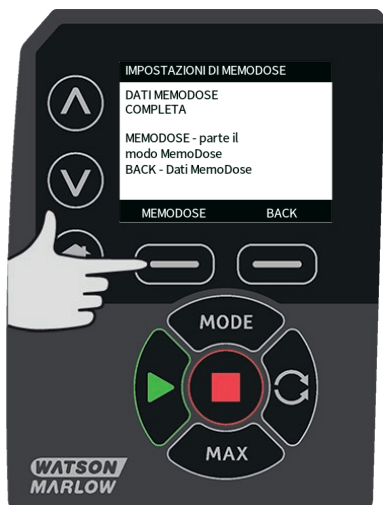 IMPOSTAZIONI DI MEMODOSE
DATI MEMODOSE
COMPLETA
MEMODOSE - parte il
modo MemoDose
BACK - Dati MemoDose
MEMODOSE BACK
MODE
MAX
WATSON
MARLOW